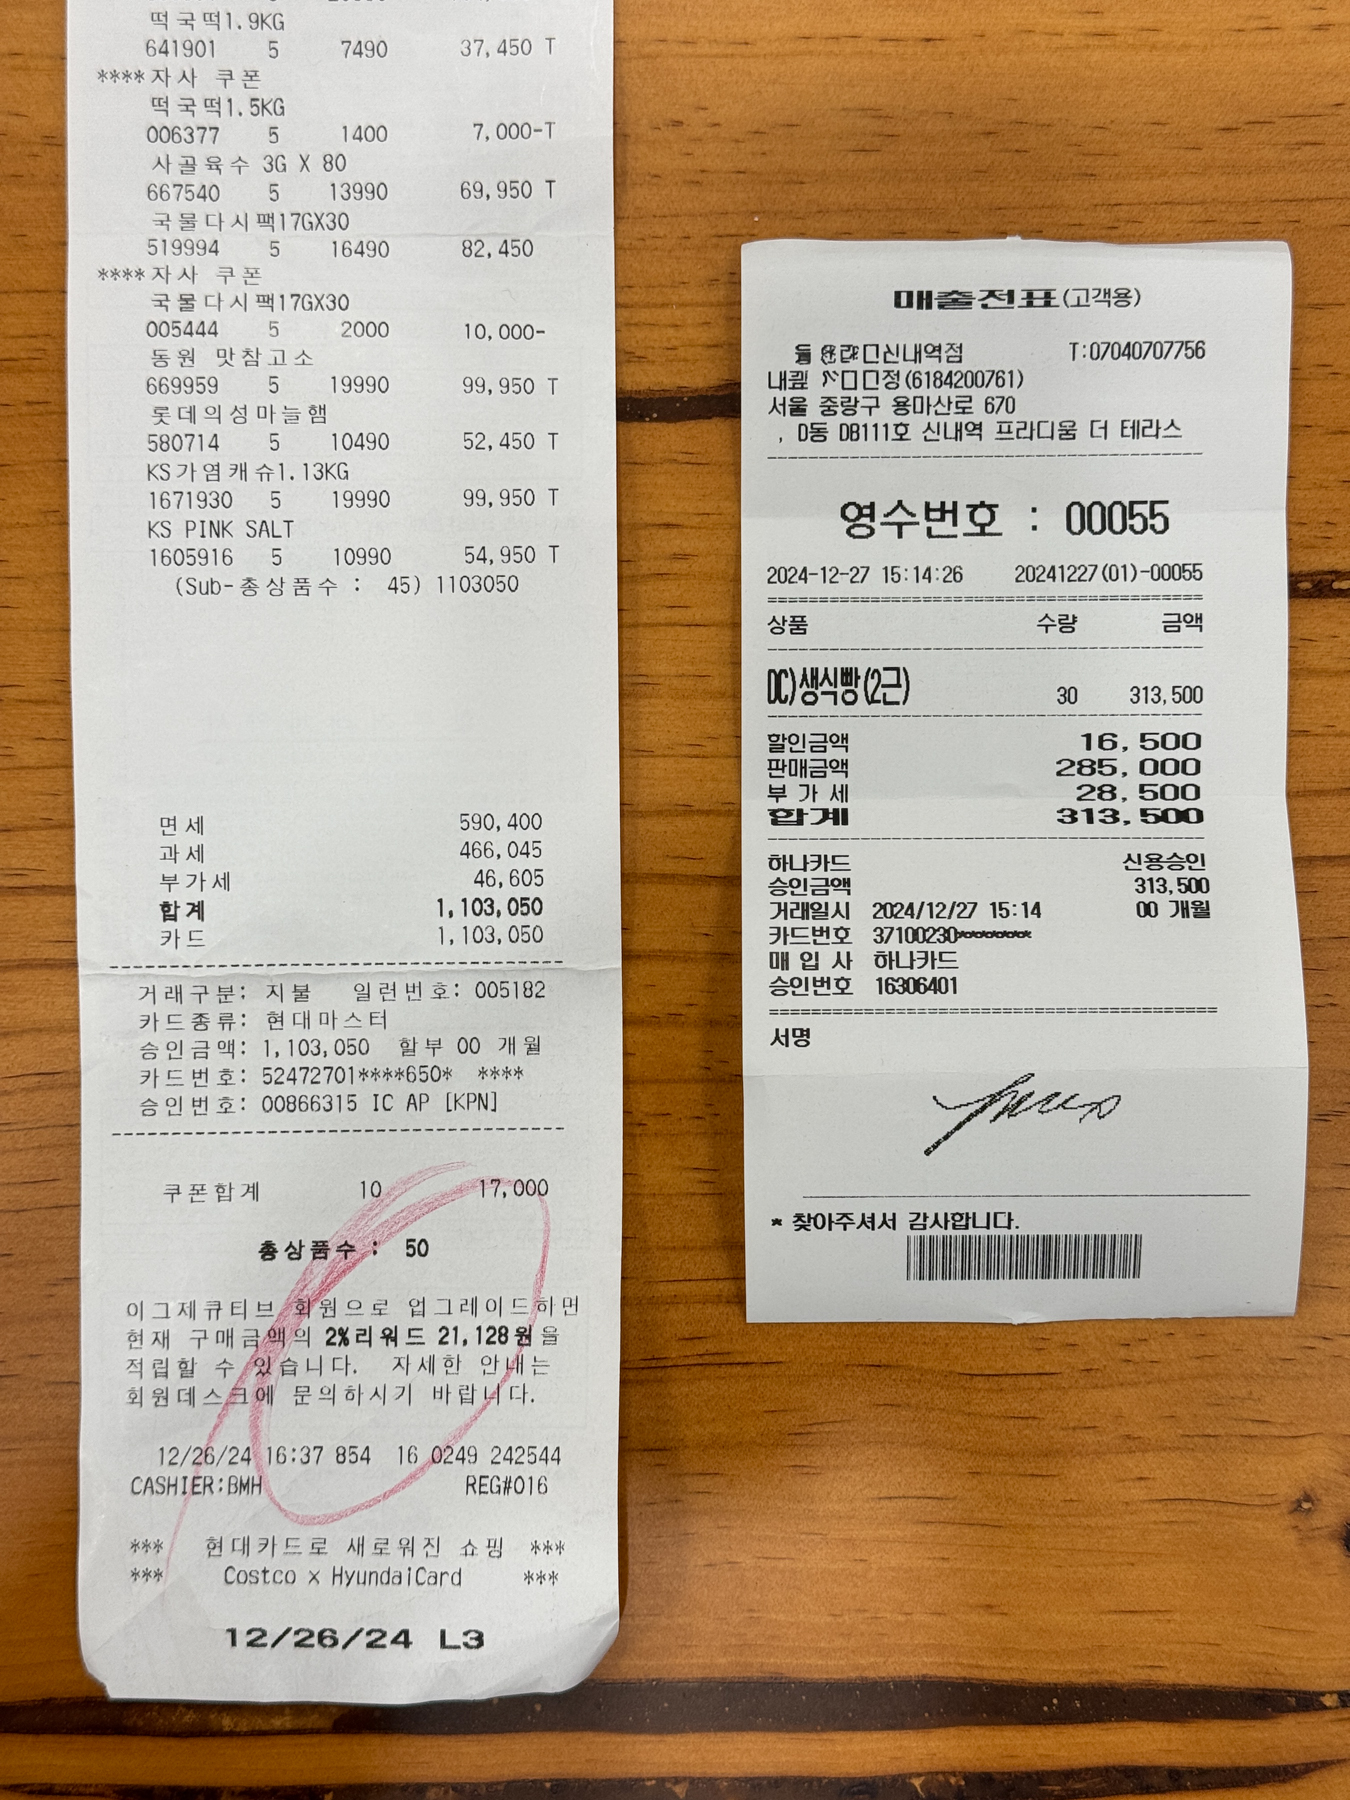 떡국떡1.9KG
641901 5 7490 37,450 T
****자사 쿠폰
떡국떡1.5KG
006377 5 1400 7,000-T
사골육수 3G X 80
667540 5 13990 69,950 T
국물다시팩17GX30
519994 5 16490 82,450
****자사 쿠폰
국물다시팩17GX30
005444 5 2000 10,000-
동원 맛참고소
669959 5 19990 99,950 T
롯데의성마늘햄
580714 5 10490 52,450 T
KS가염캐슈1.13KG
1671930 5 19990 99,950 T
KS PINK SALT
1605916 5 10990 54,950 T
(Sub-총상품수 : 45) 1103050
면세 590,400
과세 466,045
부가세 46,605
합계 1,103,050
카드 1,103,050
거래구분: 지불 일련번호: 005182
카드종류: 현대마스터
승인금액: 1,103,050 할부 00 개월
카드번호: 52472701****650* ****
승인번호: 00866315 IC AP [KPN]
쿠폰합계 10 17,000
총상품수 : 50
이그제큐티브 회원으로 업그레이드하면
현재 구매금액의 2%리워드 21,128원을
적립할 수 있습니다. 자세한 안내는
회원데스크에 문의하시기 바랍니다.
12/26/24 16:37 854 16 0249 242544
CASHIER:BMH REG#016
*** 현대카드로 새로워진 쇼핑 ***
*** Costco x HyundaiCard ***
12/26/24 L3
매출전표(고객용)
신내역점 T:07040707756
(6184200761)
서울 중랑구 용마산로 670
, D동 DB111호 신내역 프라디움 더 테라스
영수번호 : 00055
2024-12-27 15:14:26 20241227(01)-00055
상품 수량 금액
DC)생식빵(2근) 30 313,500
할인금액 16,500
판매금액 285,000
부 가 세 28,500
합계 313,500
하나카드 신용승인
승인금액 313,500
거래일시 2024/12/27 15:14 00 개월
카드번호 37100230********
매 입 사 하나카드
승인번호 16306401
서명
* 찾아주셔서 감사합니다.